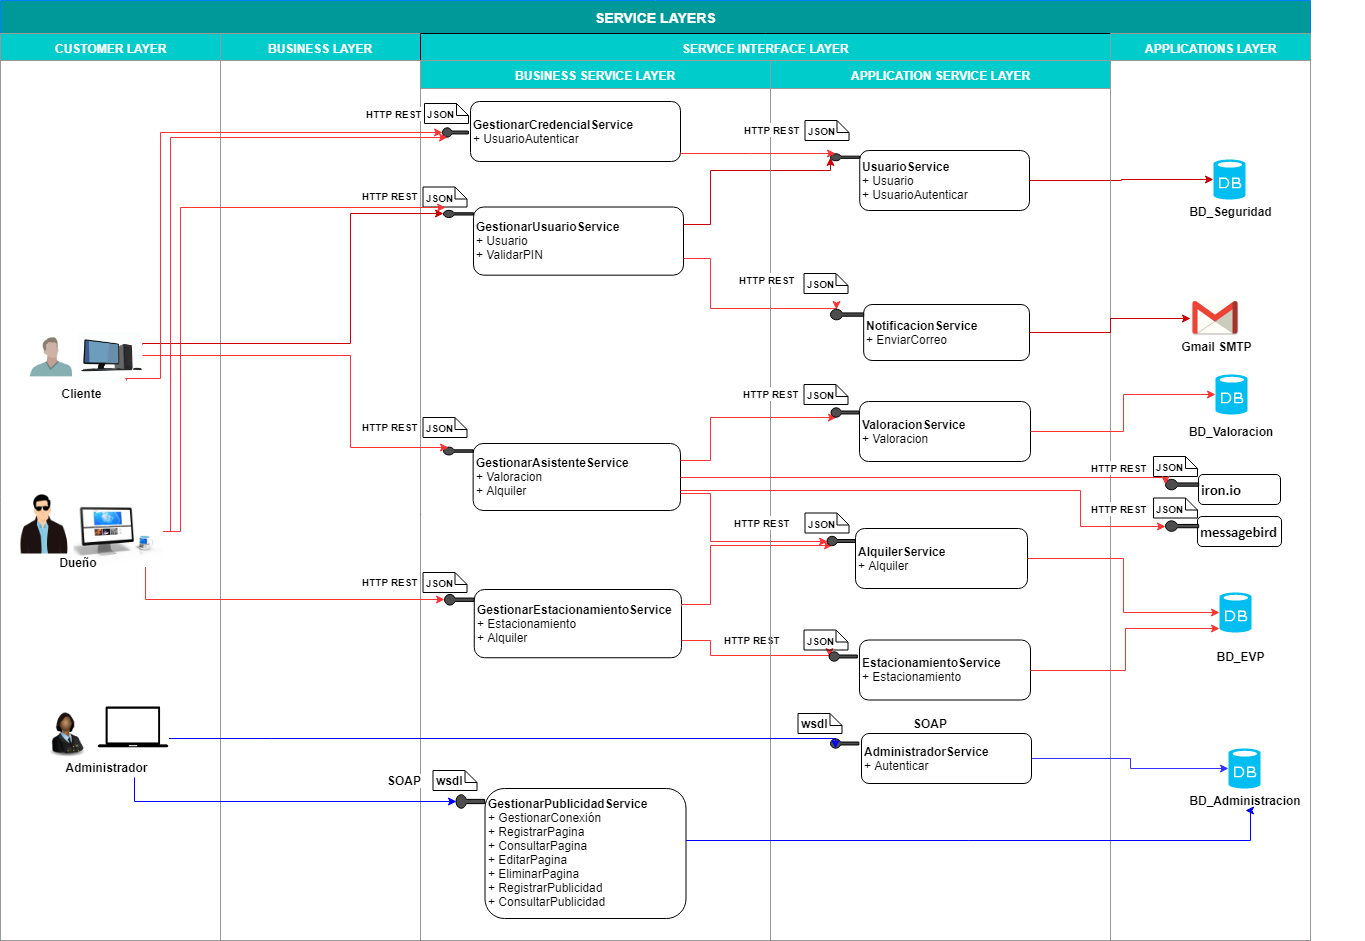 SERVICE LAYERS
CUSTOMER LAYER
BUSINESS LAYER
SERVICE INTERFACE LAYER
APPLICATIONS LAYER
BUSINESS SERVICE LAYER
APPLICATION SERVICE LAYER
HTTP REST
JSON
GestionarCredencialService
+ UsuarioAutenticar
HTTP REST
JSON
UsuarioService
+ Usuario
+ UsuarioAutenticar
DB
BD_Seguridad
HTTP REST
JSON
GestionarUsuarioService
+ Usuario
+ ValidarPIN
HTTP REST
JSON
NotificacionService
+ EnviarCorreo
Gmail SMTP
Cliente
HTTP REST
JSON
ValoracionService
+ Valoracion
DB
BD_Valoracion
HTTP REST
JSON
GestionarAsistenteService
+ Valoracion
+ Alquiler
HTTP REST
JSON
iron.io
HTTP REST
JSON
messagebird
Dueño
HTTP REST
JSON
AlquilerService
+ Alquiler
HTTP REST
JSON
GestionarEstacionamientoService
+ Estacionamiento
+ Alquiler
DB
BD_EVP
HTTP REST
JSON
EstacionamientoService
+ Estacionamiento
Administrador
wsdl
SOAP
AdministradorService
+ Autenticar
DB
BD_Administracion
SOAP
wsdl
GestionarPublicidadService
+ GestionarConexión
+ RegistrarPagina
+ ConsultarPagina
+ EditarPagina
+ EliminarPagina
+ RegistrarPublicidad
+ ConsultarPublicidad